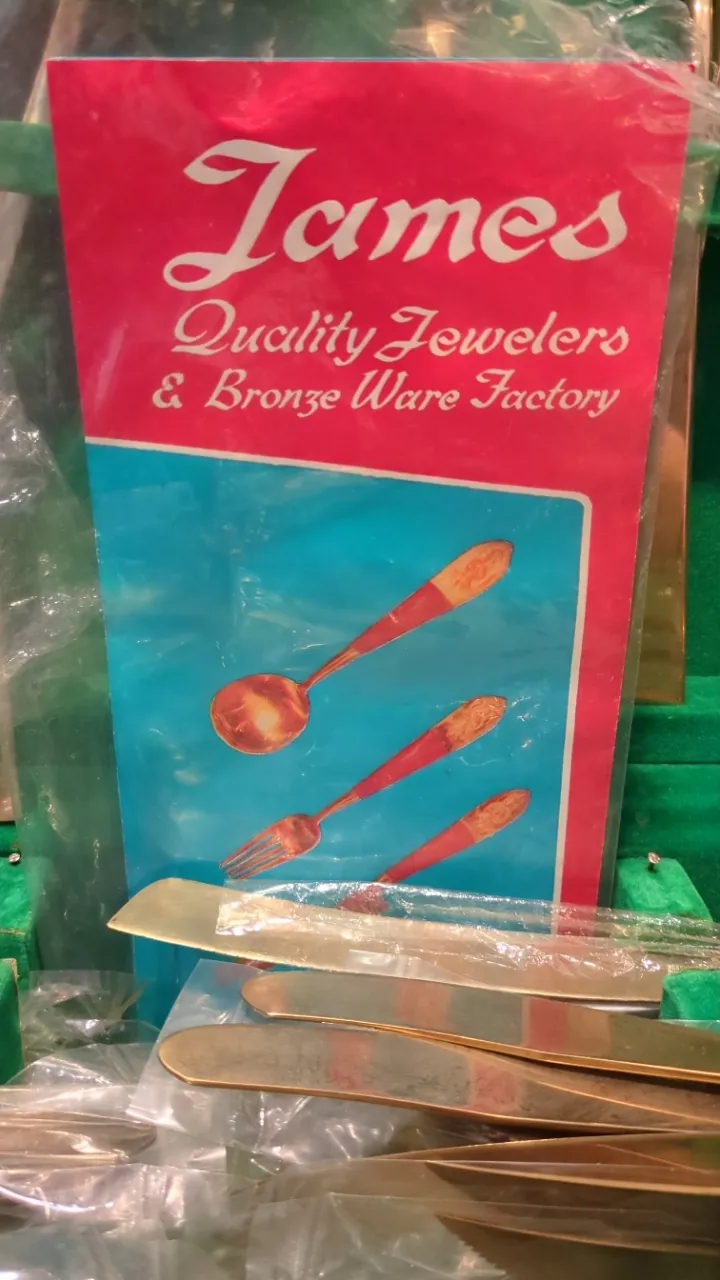 James
Quality Jewelers
& Bronze Ware Factory